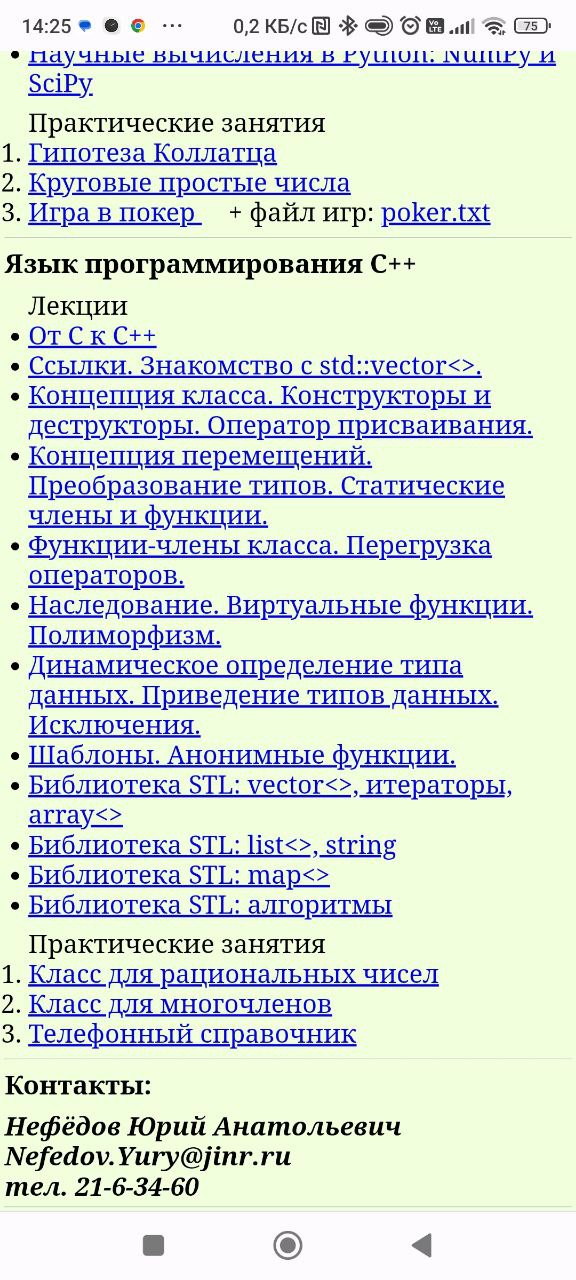 14:25 ... 0,2 КБ/с Vo LTE 75
Научные вычисления в Python: NumPy и
SciPy
Практические занятия
1. Гипотеза Коллатца
2. Круговые простые числа
3. Игра в покер + файл игр: poker.txt
Язык программирования C++
Лекции
От C к C++
Ссылки. Знакомство с std::vector<>.
Концепция класса. Конструкторы и
деструкторы. Оператор присваивания.
Концепция перемещений.
Преобразование типов. Статические
члены и функции.
Функции-члены класса. Перегрузка
операторов.
Наследование. Виртуальные функции.
Полиморфизм.
Динамическое определение типа
данных. Приведение типов данных.
Исключения.
Шаблоны. Анонимные функции.
Библиотека STL: vector<>, итераторы,
array<>
Библиотека STL: list<>, string
Библиотека STL: map<>
Библиотека STL: алгоритмы
Практические занятия
1. Класс для рациональных чисел
2. Класс для многочленов
3. Телефонный справочник
Контакты:
Нефёдов Юрий Анатольевич
Nefedov.Yury@jinr.ru
тел. 21-6-34-60